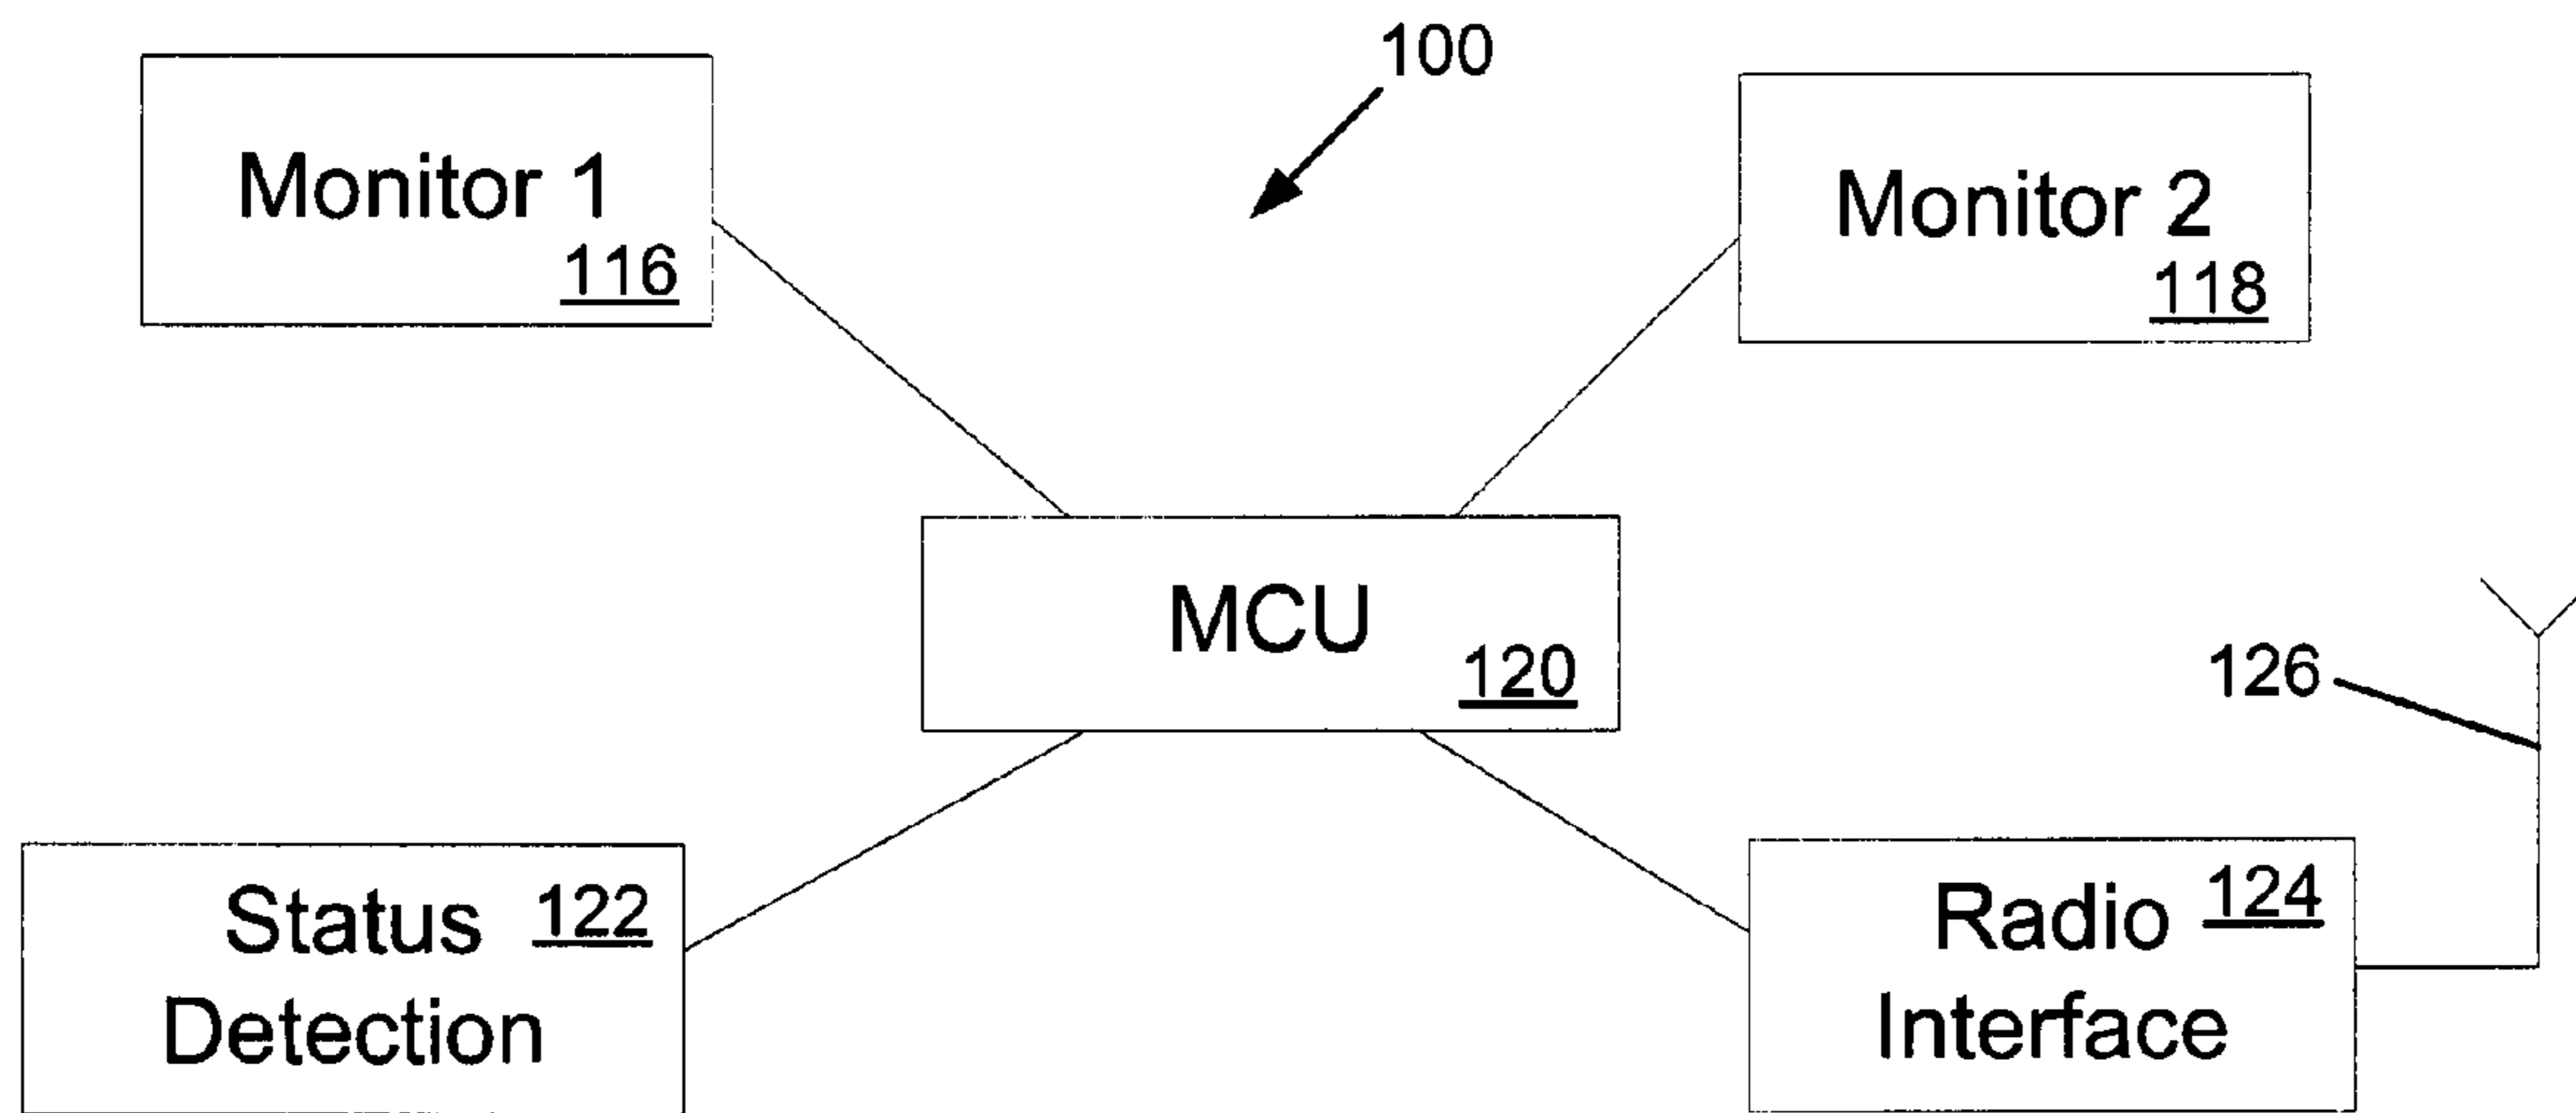 100
Monitor 1
116
Monitor 2
118
MCU
120
126
Status 122
Detection
Radio 124
Interface